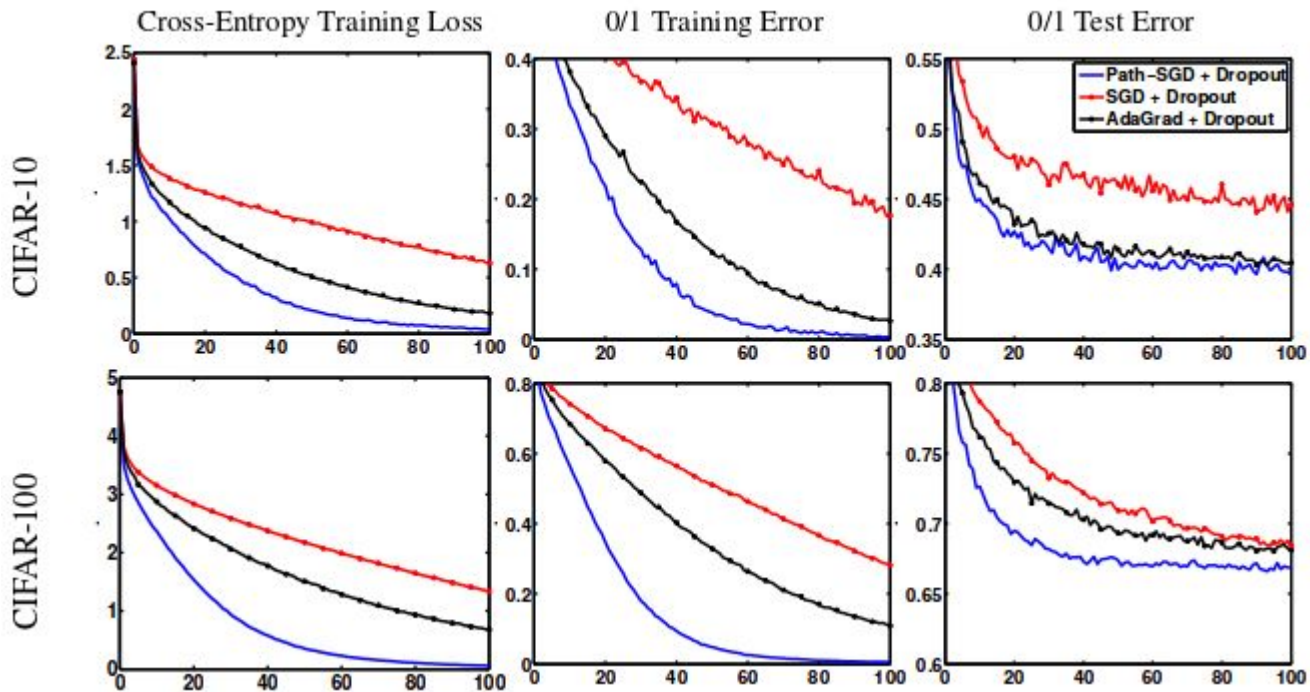 Cross-Entropy Training Loss 0/1 Training Error 0/1 Test Error
CIFAR-10
2.5
2
1.5
1
0.5
0
0 20 40 60 80 100
0.4
0.3
0.2
0.1
0
0 20 40 60 80 100
0.55
0.5
0.45
0.4
0.35
0 20 40 60 80 100
Path-SGD + Dropout
SGD + Dropout
AdaGrad + Dropout
CIFAR-100
5
4
3
2
1
0
0 20 40 60 80 100
0.8
0.6
0.4
0.2
0
0 20 40 60 80 100
0.8
0.75
0.7
0.65
0.6
0 20 40 60 80 100